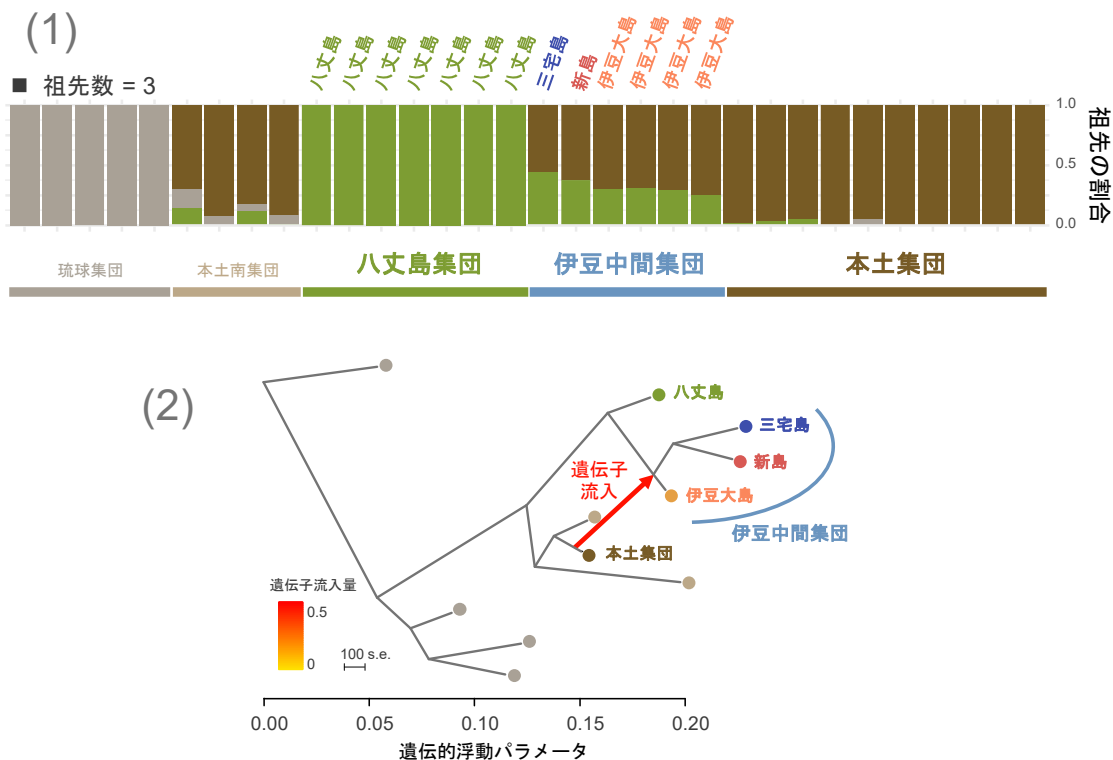 (1)
■ 祖先数 = 3
八丈島
八丈島
八丈島
八丈島
八丈島
八丈島
八丈島
三宅島
新島
伊豆大島
伊豆大島
伊豆大島
伊豆大島
1.0
0.5
0.0
祖先の割合
琉球集団
本土南集団
八丈島集団
伊豆中間集団
本土集団
(2)
八丈島
三宅島
新島
伊豆大島
遺伝子
流入
伊豆中間集団
本土集団
遺伝子流入量
0.5
0
100 s.e.
0.00
0.05
0.10
0.15
0.20
遺伝的浮動パラメータ